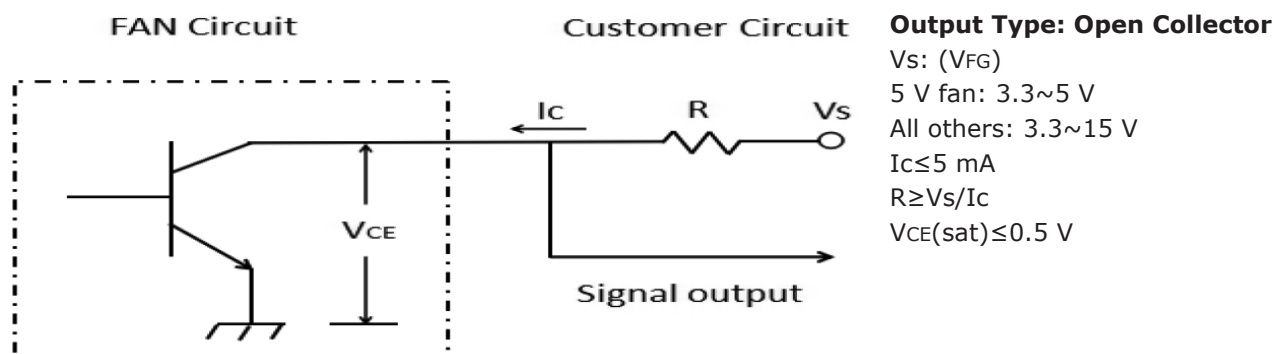 FAN Circuit
Customer Circuit
Ic
R
Vs
VCE
Signal output
Output Type: Open Collector
Vs: (VFG)
5 V fan: 3.3~5 V
All others: 3.3~15 V
Ic≤5 mA
R≥Vs/Ic
VCE(sat)≤0.5 V